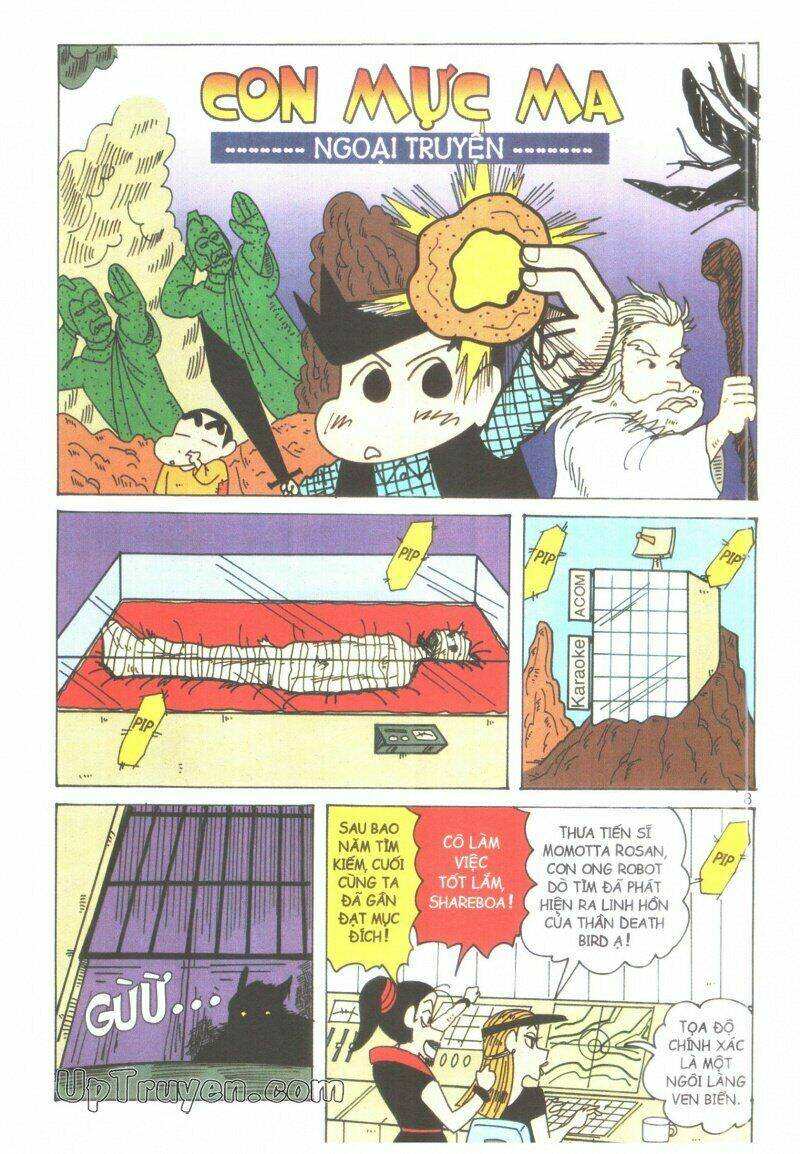 CON MỰC MA
------- NGOẠI TRUYỆN -------
PIP
PIP
PIP
PIP
ACOM
Karaoke
8
THƯA TIẾN SĨ
MOMOTTA ROSAN,
CON ONG ROBOT
DÒ TÌM ĐÃ PHÁT
HIỆN RA LINH HỒN
CỦA THẦN DEATH
BIRD Ạ!
PIP
CÔ LÀM
VIỆC
TỐT LẮM,
SHAREBOA!
SAU BAO
NĂM TÌM
KIẾM, CUỐI
CÙNG TA
ĐÃ GẦN
ĐẠT MỤC
ĐÍCH!
GỪỪ...
TỌA ĐỘ
CHÍNH XÁC
LÀ MỘT
NGÔI LÀNG
VEN BIỂN.
UpTruyen.com